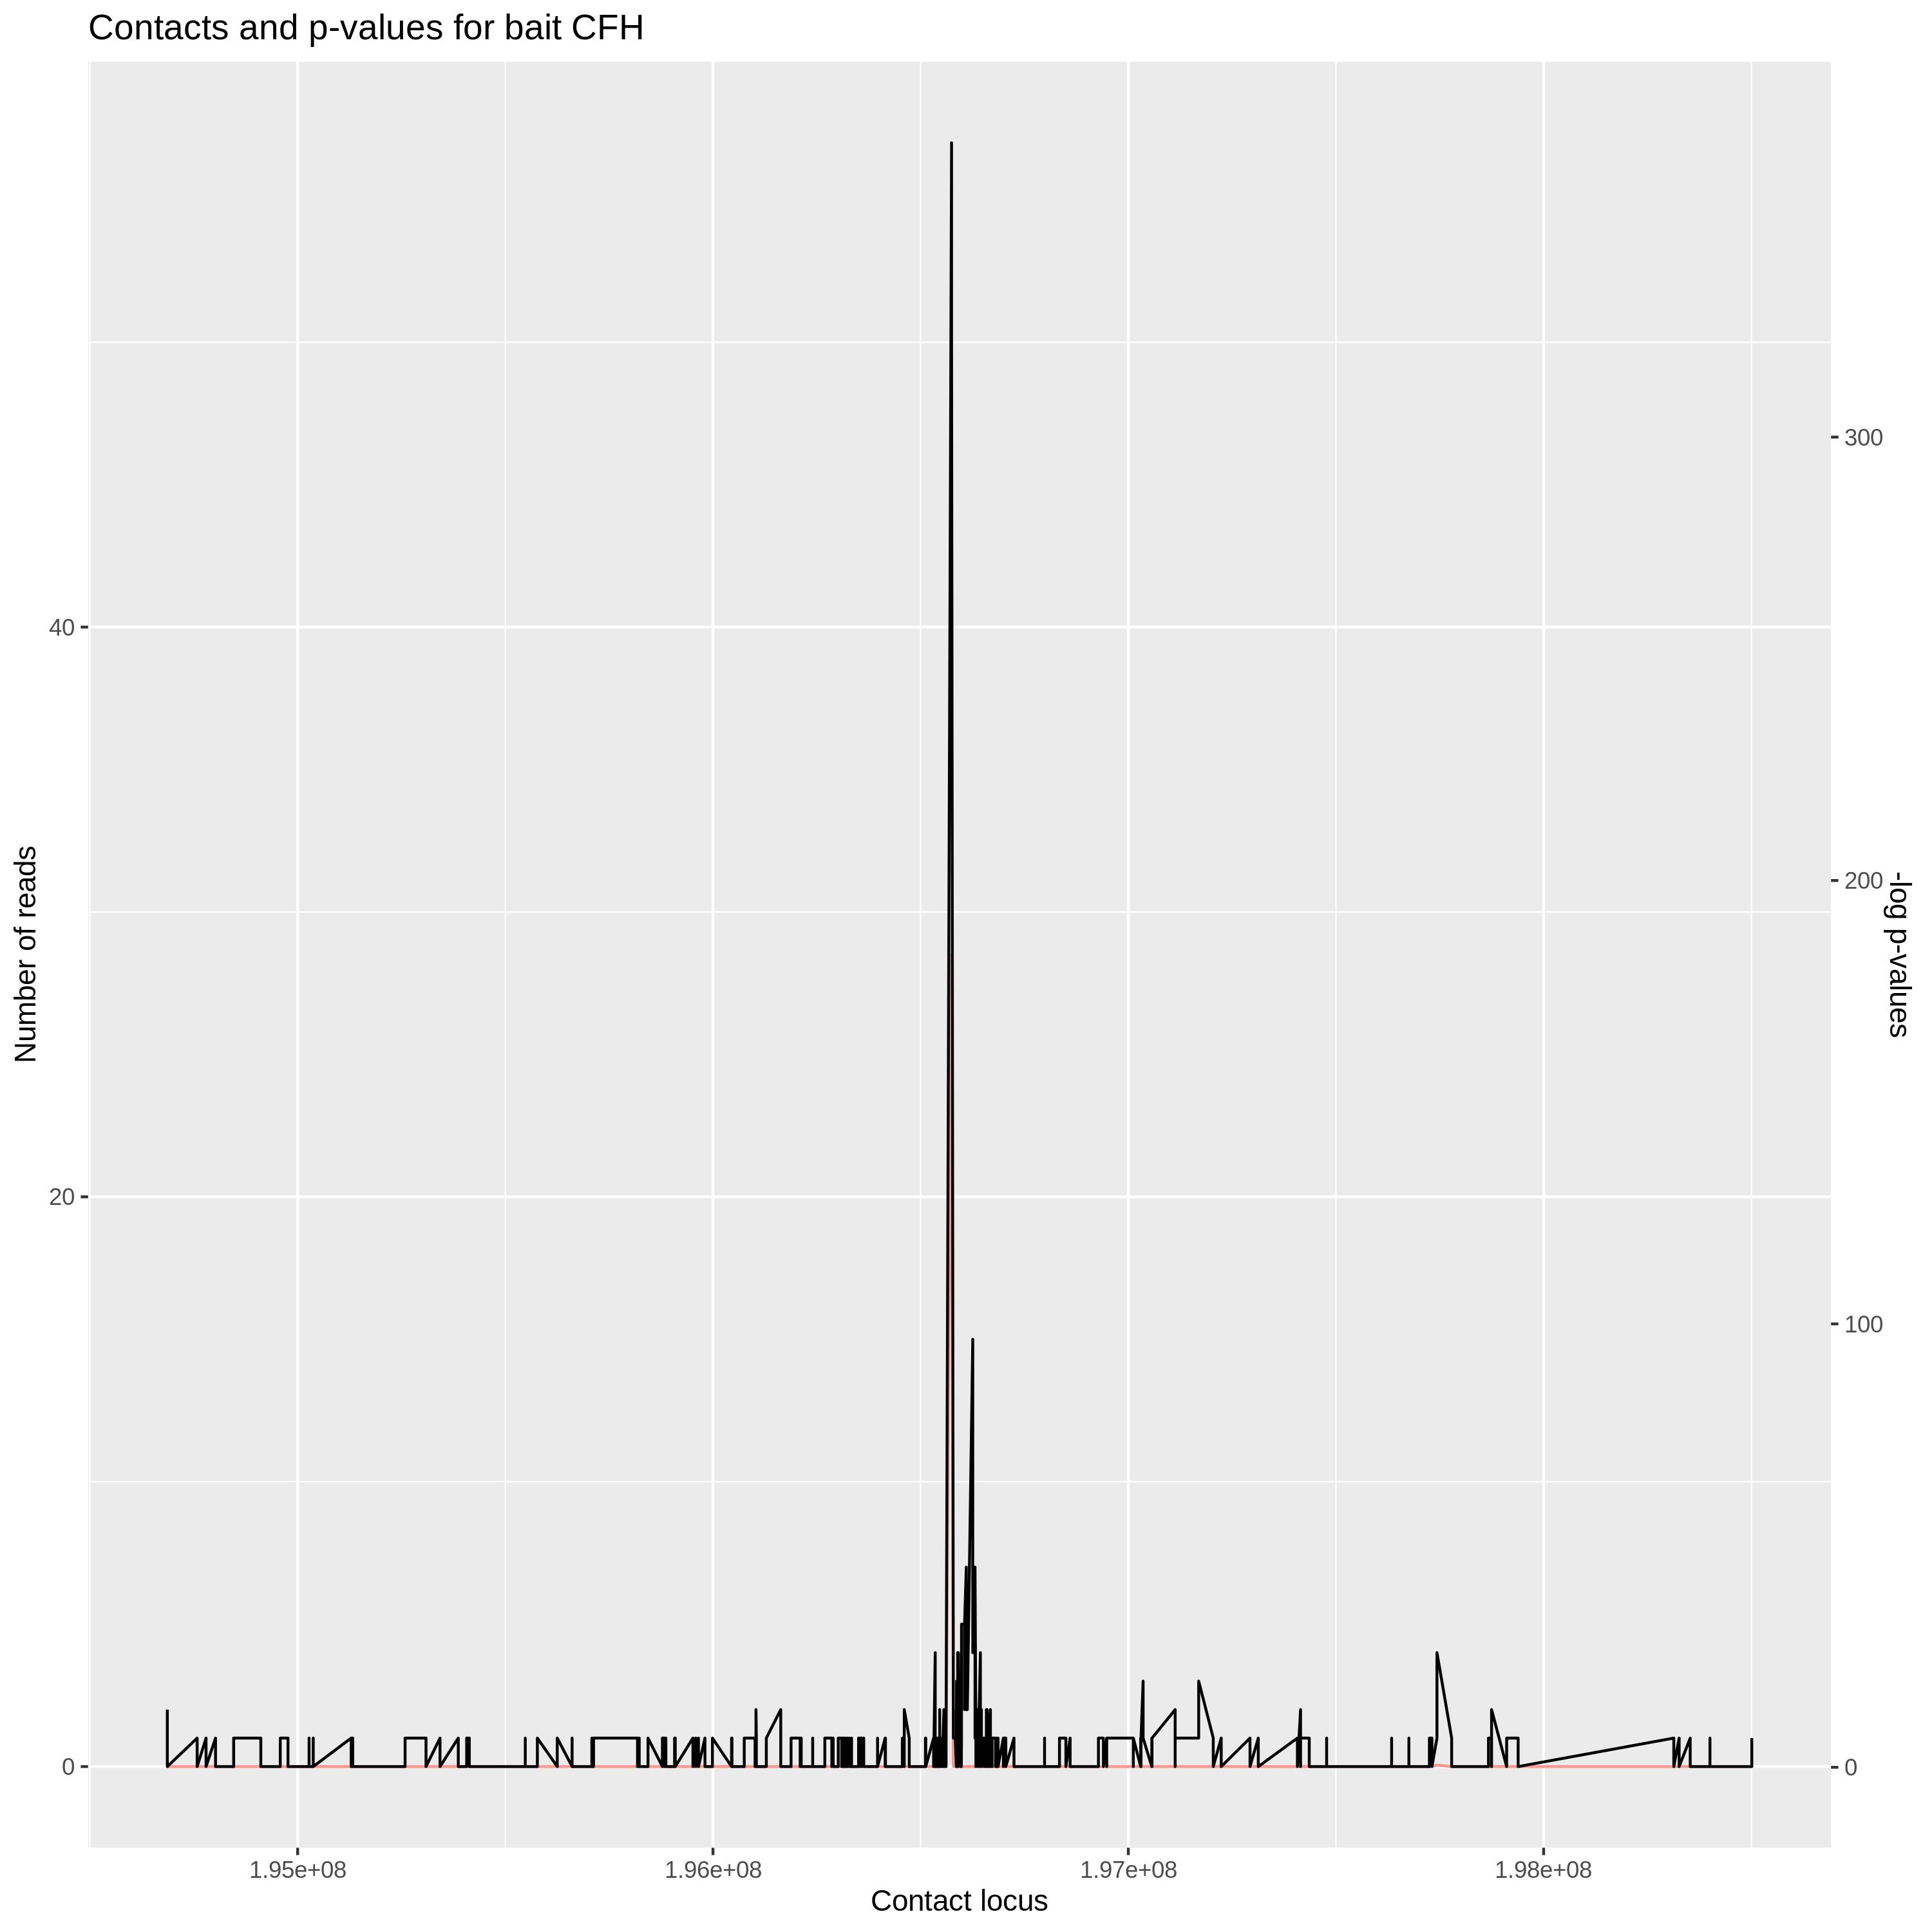 Contacts and p-values for bait CFH
Number of reads
40
20
0
300
200
100
0
-log p-values
1.95e+08
1.96e+08
1.97e+08
1.98e+08
Contact locus